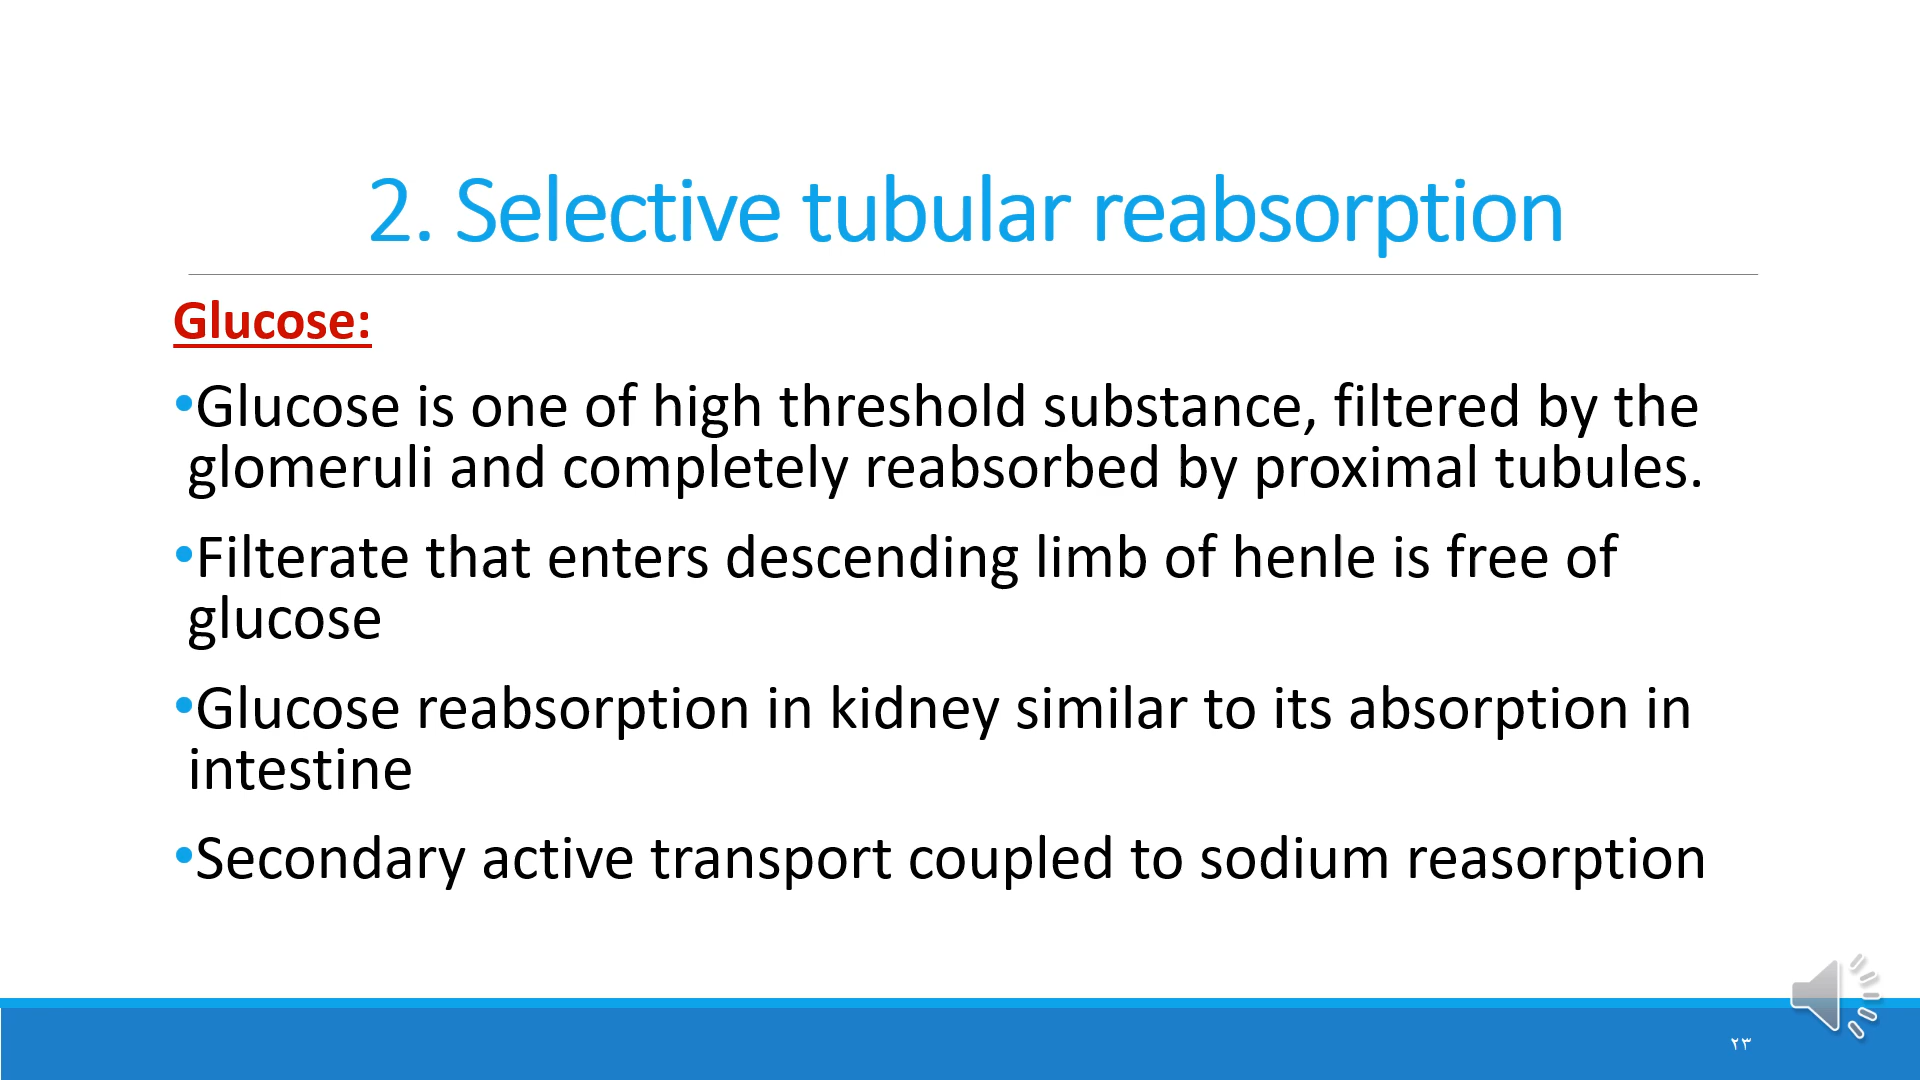 2. Selective tubular reabsorption
Glucose:
•Glucose is one of high threshold substance, filtered by the
glomeruli and completely reabsorbed by proximal tubules.
•Filterate that enters descending limb of henle is free of
glucose
•Glucose reabsorption in kidney similar to its absorption in
intestine
•Secondary active transport coupled to sodium reasorption
٢٣